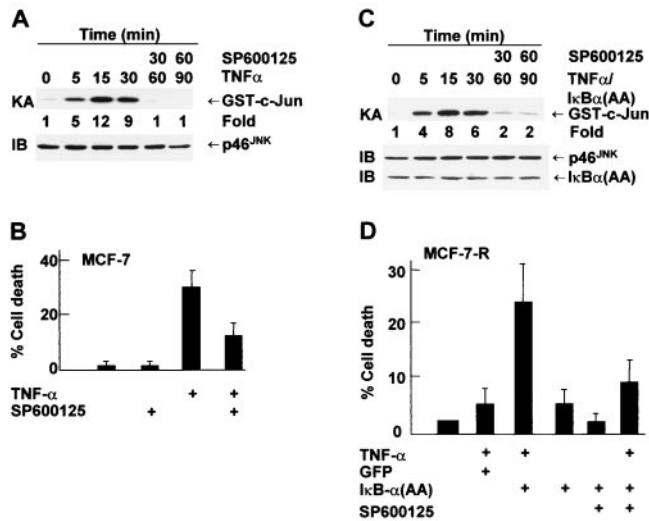 A
Time (min)
30 60 SP600125
0 5 15 30 60 90 TNFα
KA ←GST-c-Jun
1 5 12 9 1 1 Fold
IB ←p46JNK
B
MCF-7
% Cell death
40
20
0
TNF-α + +
SP600125 + +
C
Time (min)
30 60 SP600125
0 5 15 30 60 90 TNFα/
IκBα(AA)
KA ←GST-c-Jun
1 4 8 6 2 2 Fold
IB ←p46JNK
IB ←IκBα(AA)
D
MCF-7-R
% Cell death
30
20
10
0
TNF-α + + +
GFP +
IκB-α(AA) + + + +
SP600125 + +